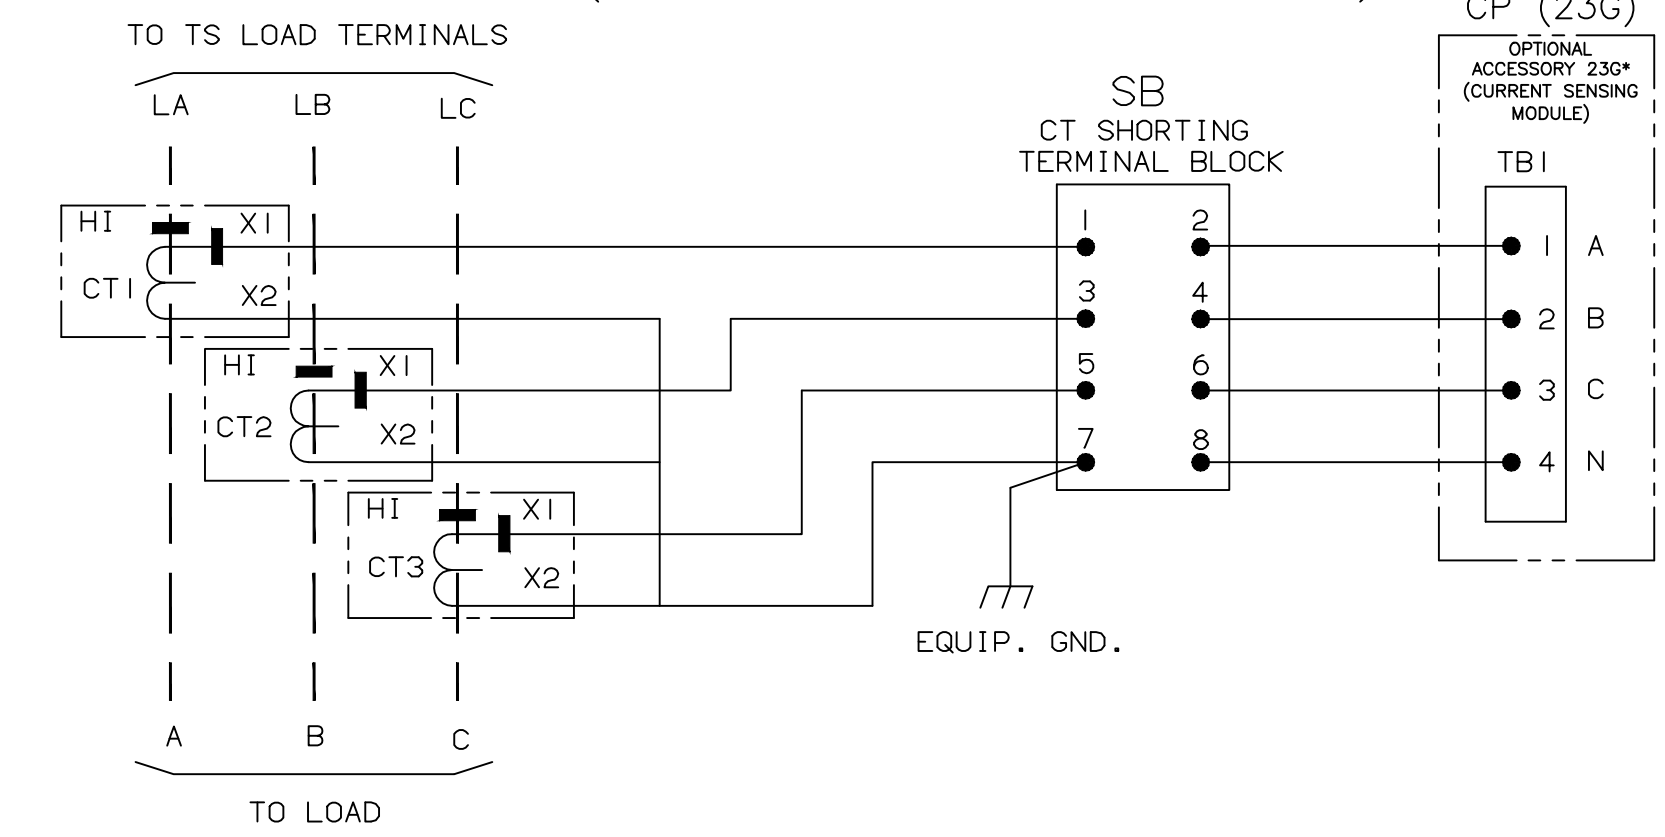 CP (23G)
TO TS LOAD TERMINALS
LA LB LC
OPTIONAL
ACCESSORY 23G*
(CURRENT SENSING
MODULE)
SB
CT SHORTING
TERMINAL BLOCK
TB1
H1 X1
CT1 X2
H1 X1
CT2 X2
H1 X1
CT3 X2
1 2
3 4
5 6
7 8
1 A
2 B
3 C
4 N
EQUIP. GND.
A B C
TO LOAD